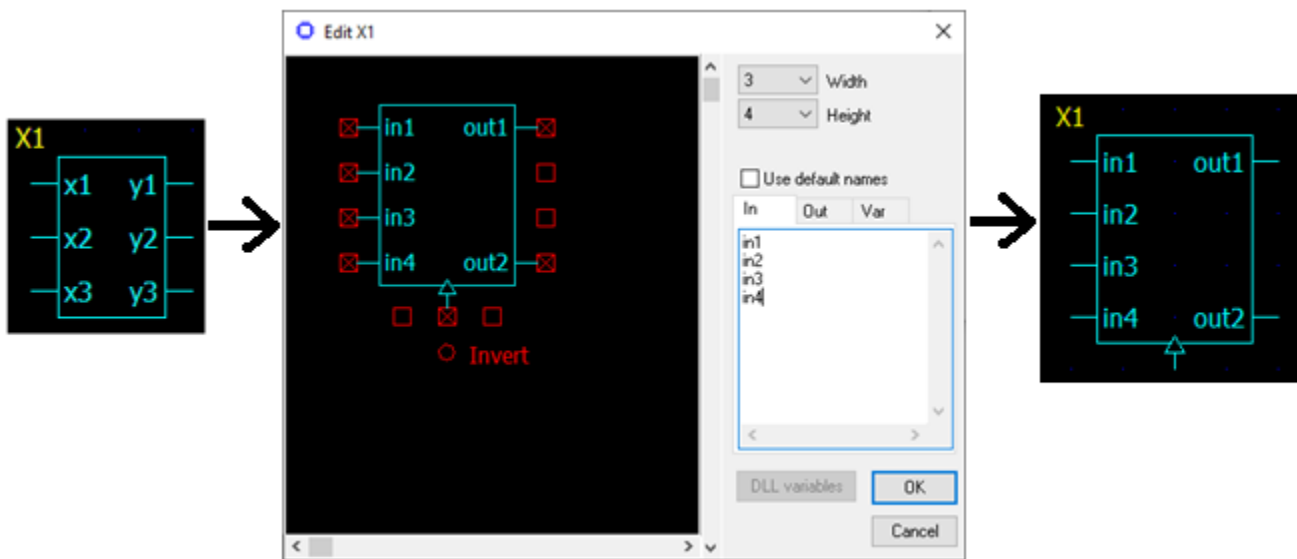 X1
x1 y1
x2 y2
x3 y3
Edit X1
in1 out1
in2
in3
in4 out2
Invert
3 Width
4 Height
Use default names
In Out Var
in1
in2
in3
in4
DLL variables OK
Cancel
X1
in1 out1
in2
in3
in4 out2